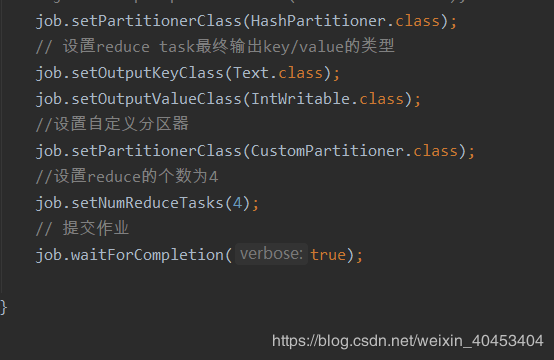 job.setPartitionerClass(HashPartitioner.class);
// 设置reduce task最终输出key/value的类型
job.setOutputKeyClass(Text.class);
job.setOutputValueClass(IntWritable.class);
//设置自定义分区器
job.setPartitionerClass(CustomPartitioner.class);
//设置reduce的个数为4
job.setNumReduceTasks(4);
// 提交作业
job.waitForCompletion( verbose: true);
}
https://blog.csdn.net/weixin_40453404